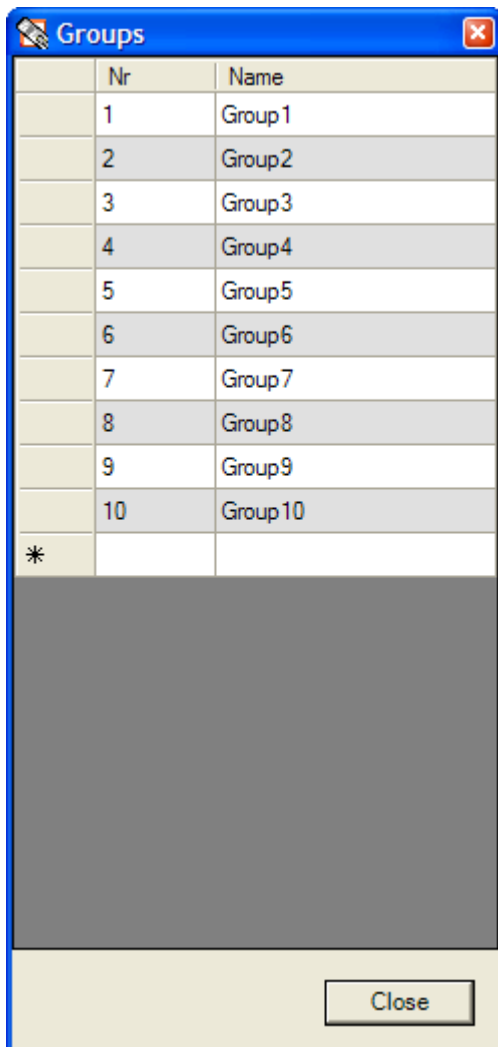 Groups
Nr Name
1 Group1
2 Group2
3 Group3
4 Group4
5 Group5
6 Group6
7 Group7
8 Group8
9 Group9
10 Group10
Close